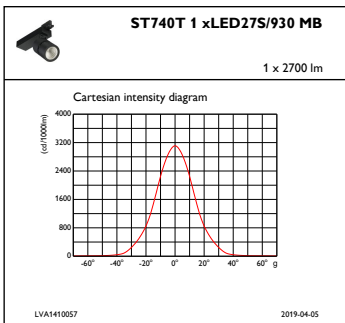 ST740T 1 xLED27S/930 MB
1 x 2700 lm
Cartesian intensity diagram
(cd/1000lm)
4000
3200
2400
1600
800
0
-60° -40° -20° 0° 20° 40° 60° g
LVA1410057 2019-04-05